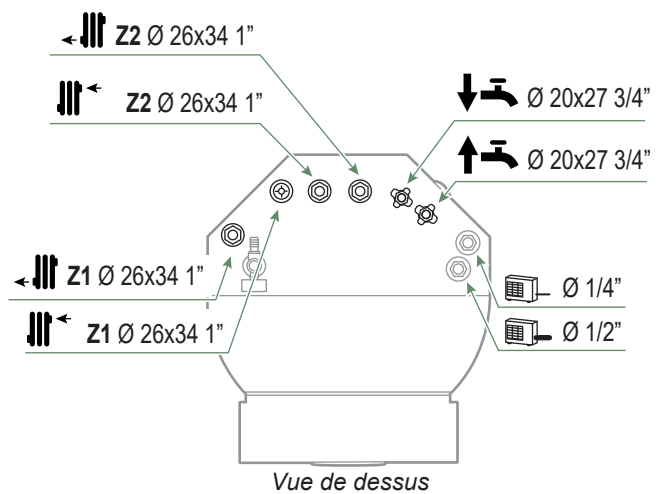 Z2 Ø 26x34 1”
Z2 Ø 26x34 1”
Ø 20x27 3/4”
Ø 20x27 3/4”
Z1 Ø 26x34 1”
Z1 Ø 26x34 1”
Ø 1/4”
Ø 1/2”
Vue de dessus